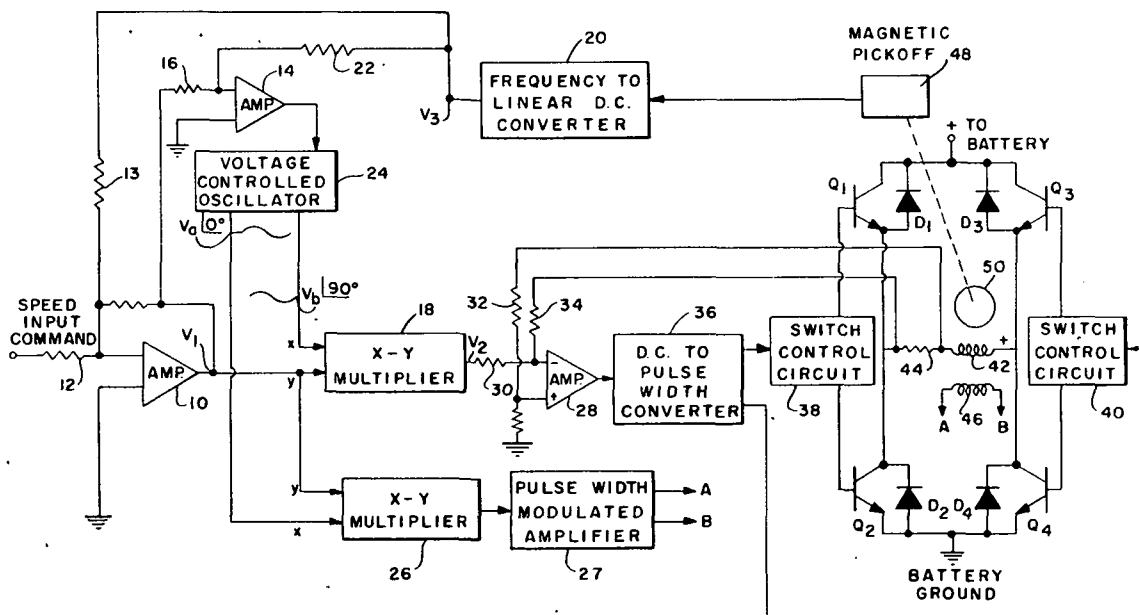 20
FREQUENCY TO
LINEAR D.C.
CONVERTER
MAGNETIC
PICKOFF
48
16
14
AMP
22
V3
+ TO
BATTERY
13
VOLTAGE
CONTROLLED
OSCILLATOR
24
Va 0°
Vb 90°
Q1
D1
D3
Q3
50
SPEED
INPUT
COMMAND
12
V1
AMP.
10
x
y
18
X-Y
MULTIPLIER
V2
30
32
34
-
+
AMP
28
36
D.C. TO
PULSE
WIDTH
CONVERTER
SWITCH
CONTROL
CIRCUIT
38
44
42
+
46
A
B
SWITCH
CONTROL
CIRCUIT
40
y
x
X-Y
MULTIPLIER
26
PULSE WIDTH
MODULATED
AMPLIFIER
27
A
B
Q2
D2
D4
Q4
BATTERY
GROUND